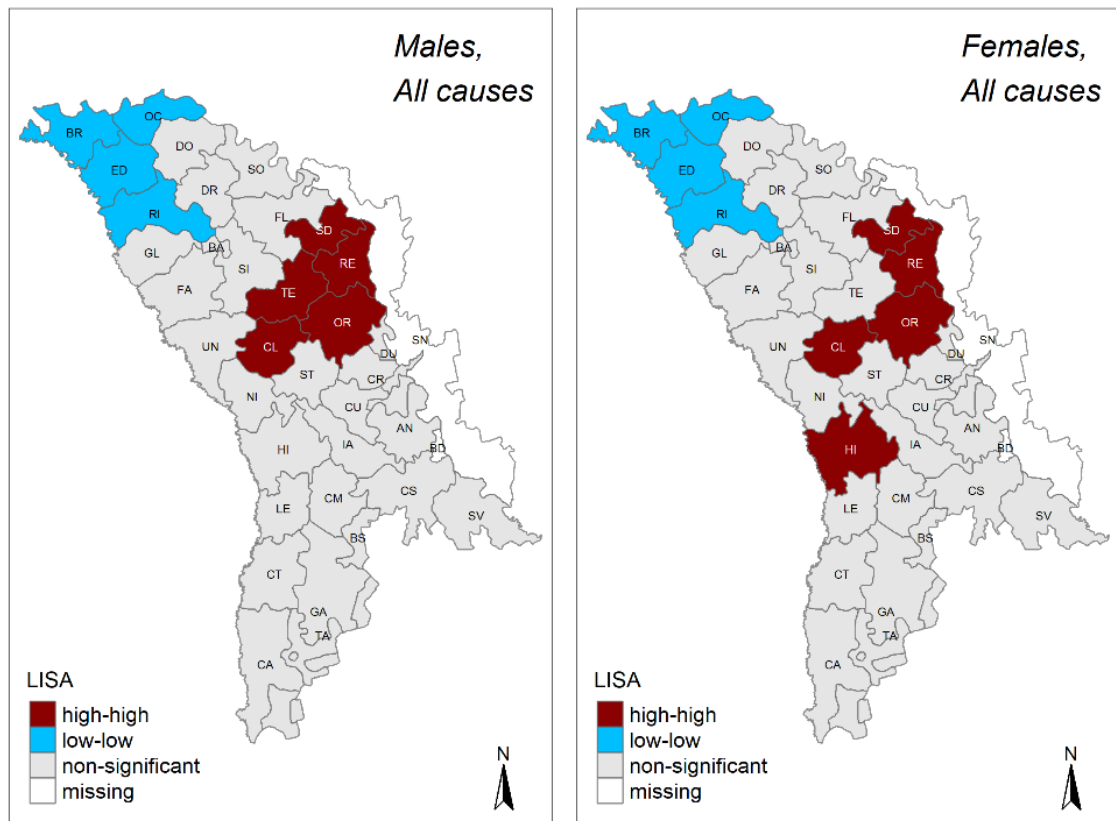 Males,
All causes
OC
BR
DO
ED
SO
DR
RI
FL
SD
BA
GL
SI
RE
FA
TE
OR
SN
UN
CL
DU
ST
CR
NI
CU
AN
HI
IA
BD
CM
CS
LE
SV
BS
CT
GA
TA
CA
LISA
high-high
low-low
non-significant
missing
N
Females,
All causes
OC
BR
DO
ED
SO
DR
RI
FL
SD
BA
GL
SI
RE
FA
TE
OR
SN
UN
CL
DU
ST
CR
NI
CU
AN
HI
IA
BD
CM
CS
LE
SV
BS
CT
GA
TA
CA
LISA
high-high
low-low
non-significant
missing
N